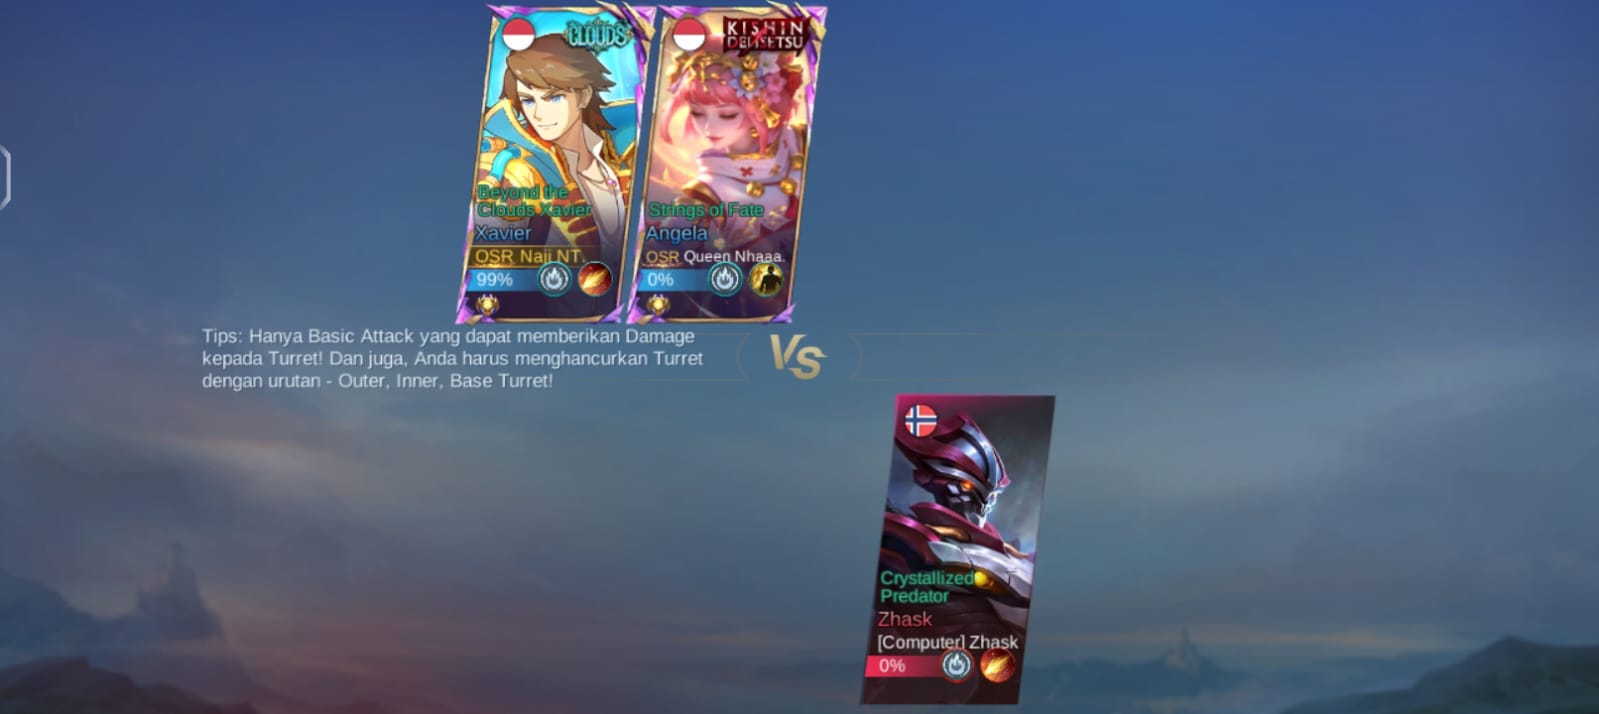 CLOUDS
KISHIN
DENSETSU
Beyond the
Clouds Xavier
Xavier
OSR Naji NT.
99%
Strings of Fate
Angela
OSR Queen Nhaaa.
0%
Tips: Hanya Basic Attack yang dapat memberikan Damage
kepada Turret! Dan juga, Anda harus menghancurkan Turret
dengan urutan - Outer, Inner, Base Turret!
VS
Crystallized
Predator
Zhask
[Computer] Zhask
0%